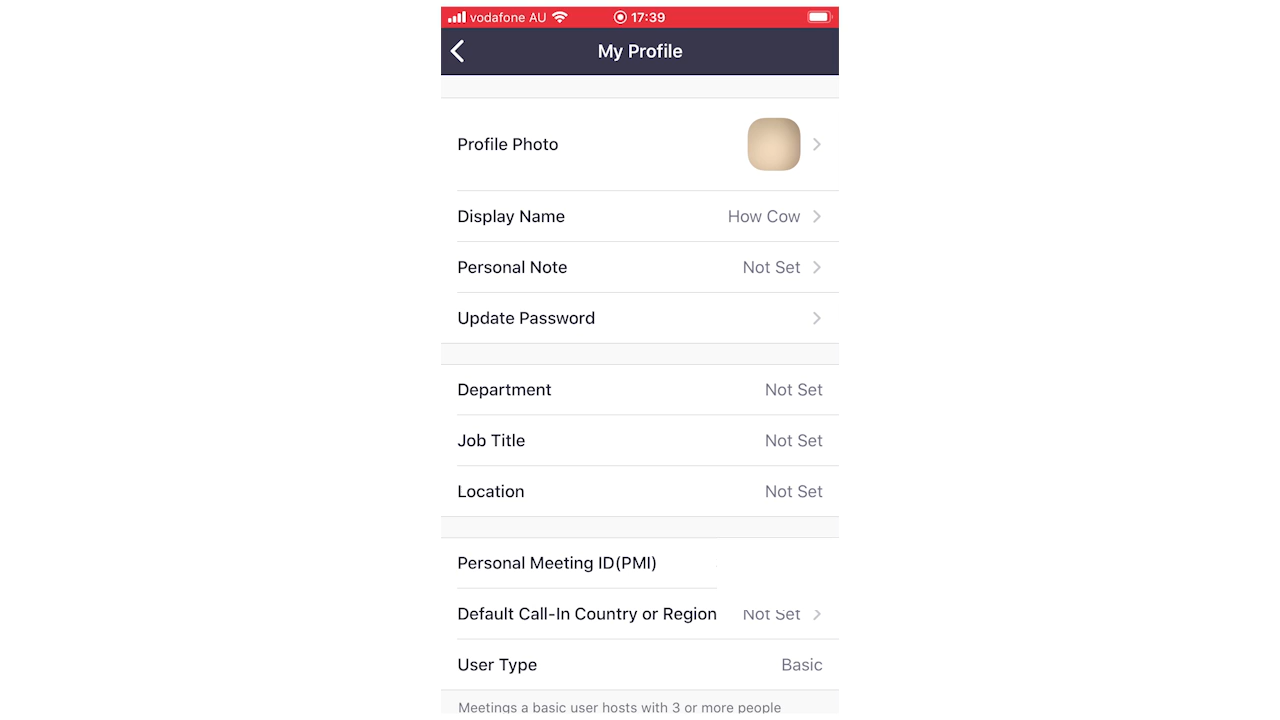 vodafone AU 17:39
My Profile
Profile Photo
Display Name How Cow
Personal Note Not Set
Update Password
Department Not Set
Job Title Not Set
Location Not Set
Personal Meeting ID(PMI)
Default Call-In Country or Region Not Set
User Type Basic
Meetings a basic user hosts with 3 or more people